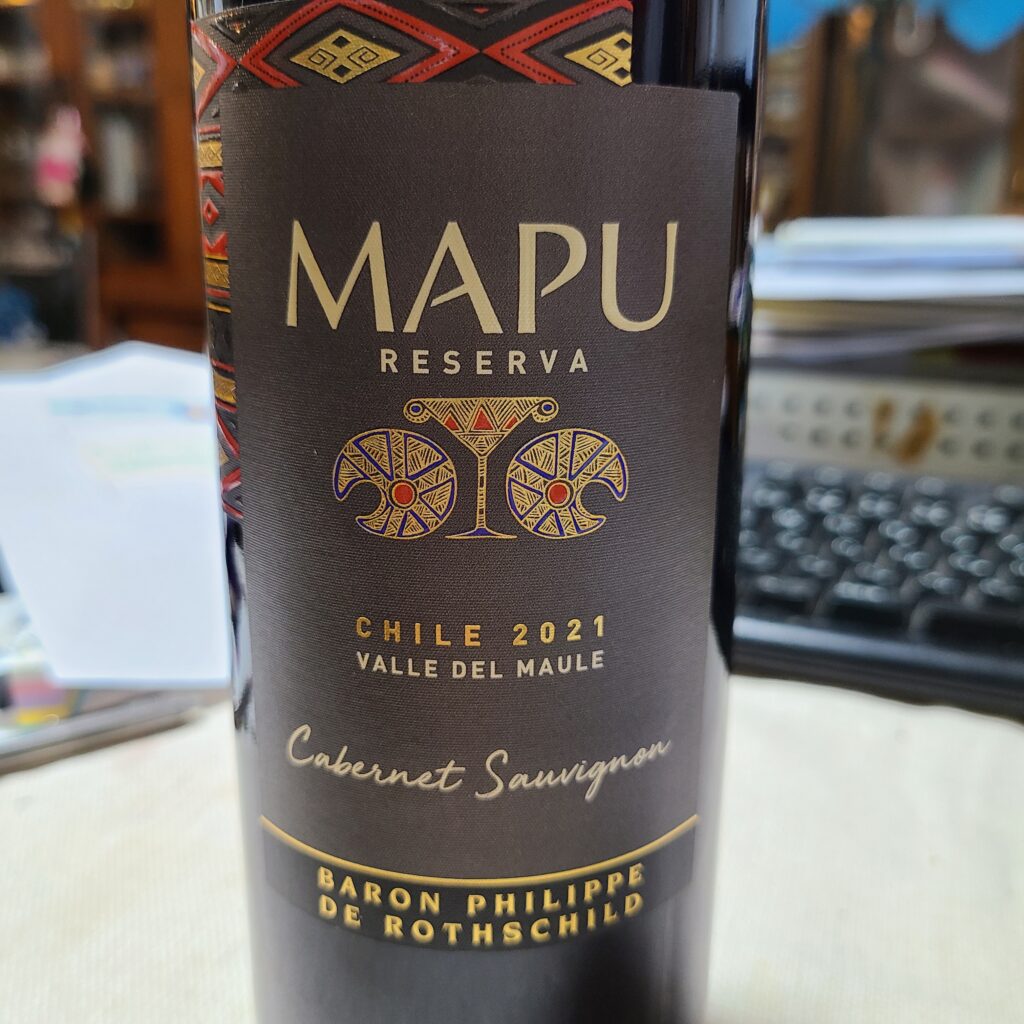 MAPU
RESERVA
CHILE 2021
VALLE DEL MAULE
Cabernet Sauvignon
BARON PHILIPPE
DE ROTHSCHILD